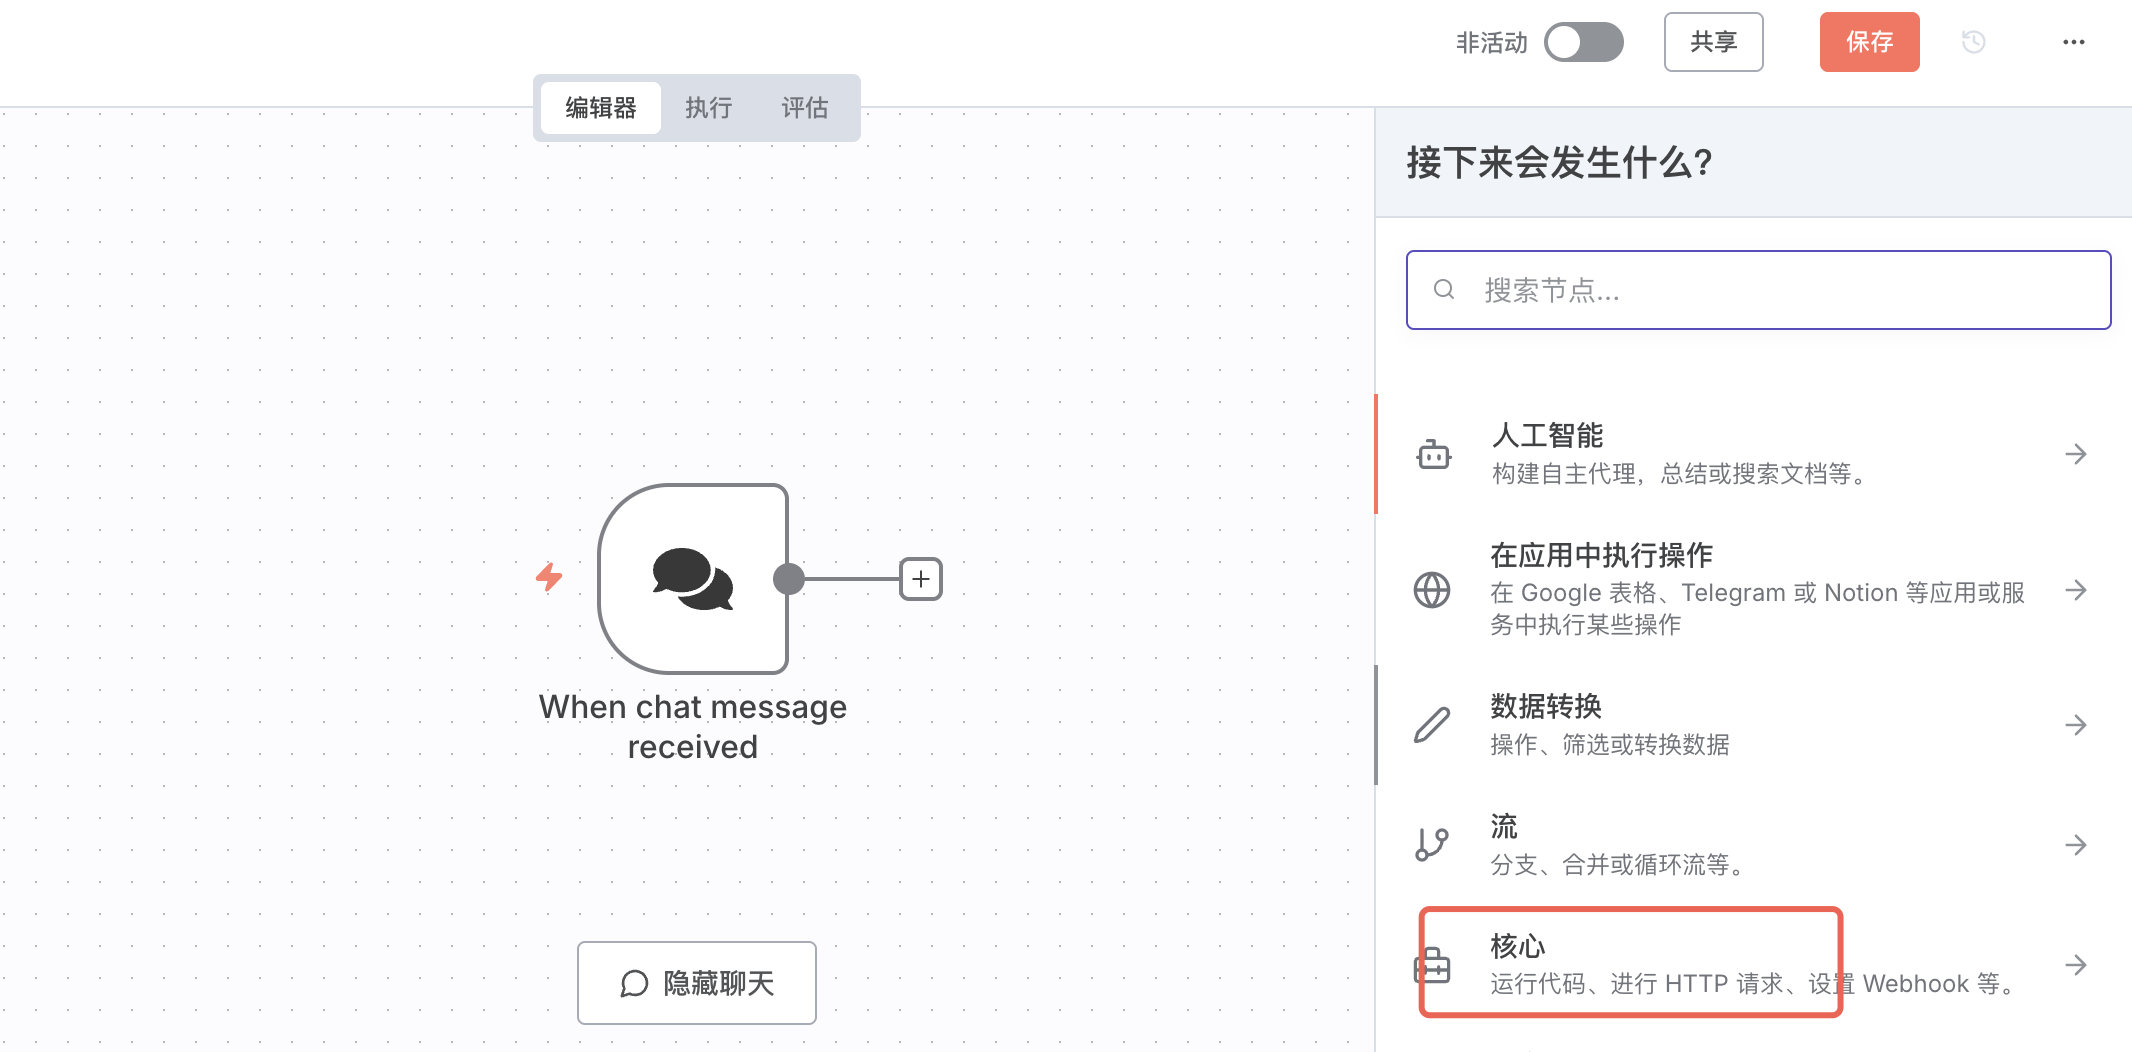 非活动
共享
保存
编辑器
执行
评估
接下来会发生什么?
搜索节点...
人工智能
构建自主代理，总结或搜索文档等。
在应用中执行操作
在 Google 表格、Telegram 或 Notion 等应用或服
务中执行某些操作
数据转换
操作、筛选或转换数据
流
分支、合并或循环流等。
核心
运行代码、进行 HTTP 请求、设置 Webhook 等。
When chat message
received
隐藏聊天